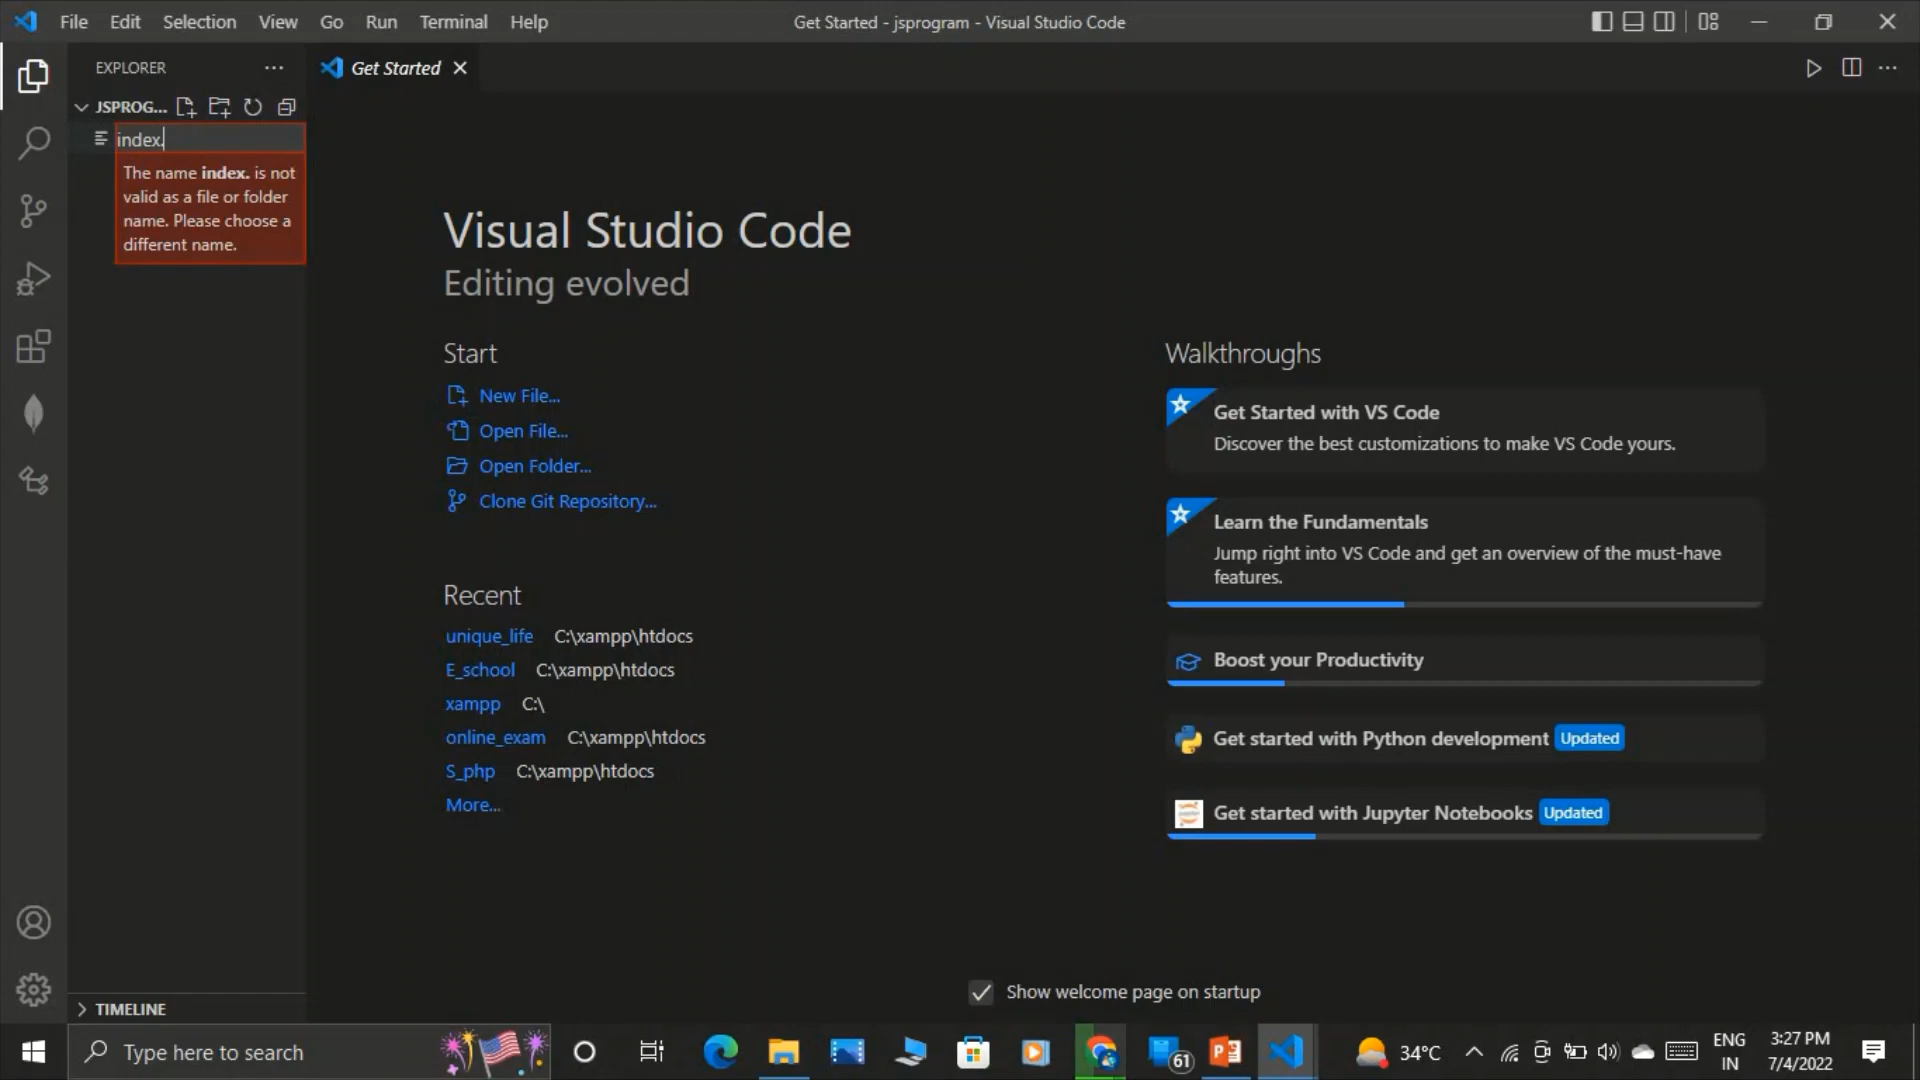 File Edit Selection View Go Run Terminal Help
Get Started - jsprogram - Visual Studio Code
EXPLORER
Get Started
JSPROG...
index.
The name index. is not
valid as a file or folder
name. Please choose a
different name.
Visual Studio Code
Editing evolved
Start
New File...
Open File...
Open Folder...
Clone Git Repository...
Recent
unique_life C:\xampp\htdocs
E_school C:\xampp\htdocs
xampp C:\
online_exam C:\xampp\htdocs
S_php C:\xampp\htdocs
More...
Walkthroughs
Get Started with VS Code
Discover the best customizations to make VS Code yours.
Learn the Fundamentals
Jump right into VS Code and get an overview of the must-have
features.
Boost your Productivity
Get started with Python development Updated
Get started with Jupyter Notebooks Updated
Show welcome page on startup
TIMELINE
Type here to search
61
34°C
ENG
IN
3:27 PM
7/4/2022